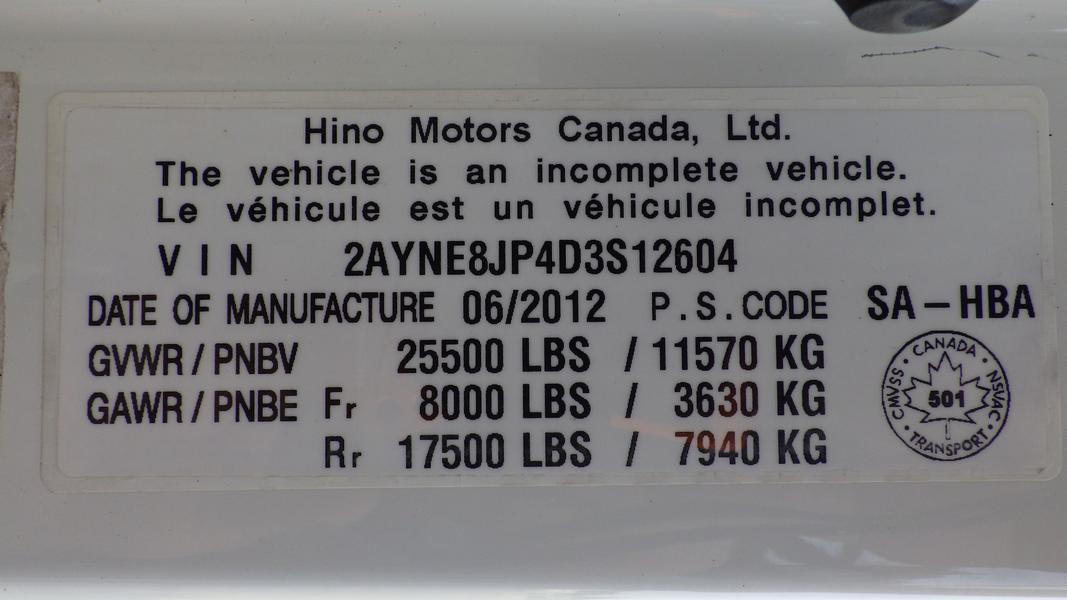 Hino Motors Canada, Ltd.
The vehicle is an incomplete vehicle.
Le véhicule est un véhicule incomplet.
VIN 2AYNE8JP4D3S12604
DATE OF MANUFACTURE 06/2012 P.S.CODE SA-HBA
GVWR/PNBV 25500 LBS / 11570 KG
GAWR/PNBE Fr 8000 LBS / 3630 KG
Rr 17500 LBS / 7940 KG
CANADA · NSVAC · TRANSPORT · CMVSS ·
501